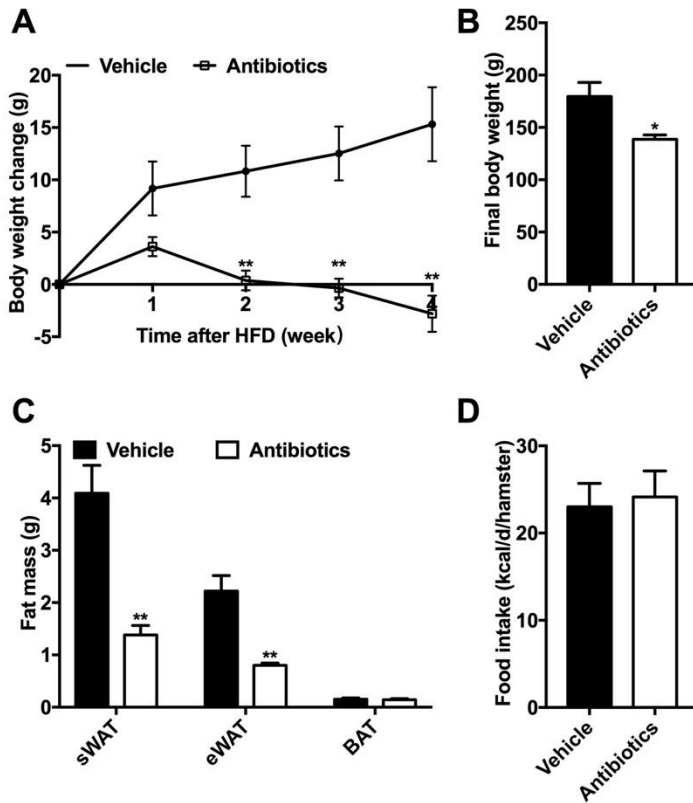 A
Vehicle
Antibiotics
Body weight change (g)
20
15
10
5
0
-5
**
**
**
1
2
3
4
Time after HFD (week)
B
Final body weight (g)
250
200
150
100
50
0
*
Vehicle
Antibiotics
C
Vehicle
Antibiotics
Fat mass (g)
5
4
3
2
1
0
**
**
sWAT
eWAT
BAT
D
Food intake (kcal/d/hamster)
30
20
10
0
Vehicle
Antibiotics